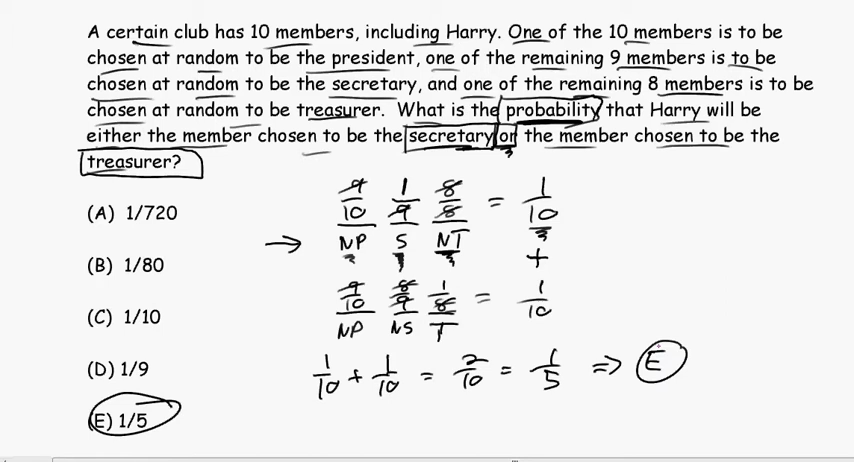 A certain club has 10 members, including Harry. One of the 10 members is to be
chosen at random to be the president, one of the remaining 9 members is to be
chosen at random to be the secretary, and one of the remaining 8 members is to be
chosen at random to be treasurer. What is the probability that Harry will be
either the member chosen to be the secretary or the member chosen to be the
treasurer?
(A) 1/720
(B) 1/80
(C) 1/10
(D) 1/9
(E) 1/5
→ 9/10 1/9 8/8 = 1/10
NP S NT
+
9/10 8/9 1/8 = 1/10
NP NS T
1/10 + 1/10 = 2/10 = 1/5 => E